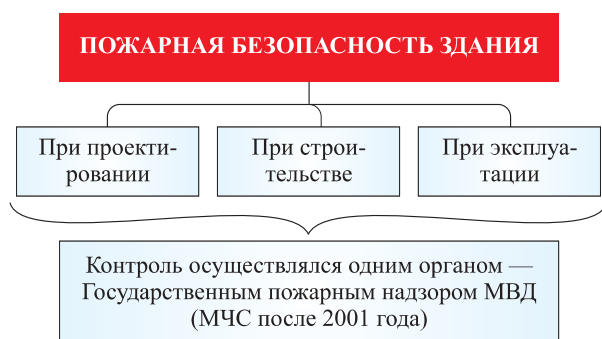 ПОЖАРНАЯ БЕЗОПАСНОСТЬ ЗДАНИЯ
При проекти-
ровании
При строи-
тельстве
При эксплуа-
тации
Контроль осуществлялся одним органом —
Государственным пожарным надзором МВД
(МЧС после 2001 года)